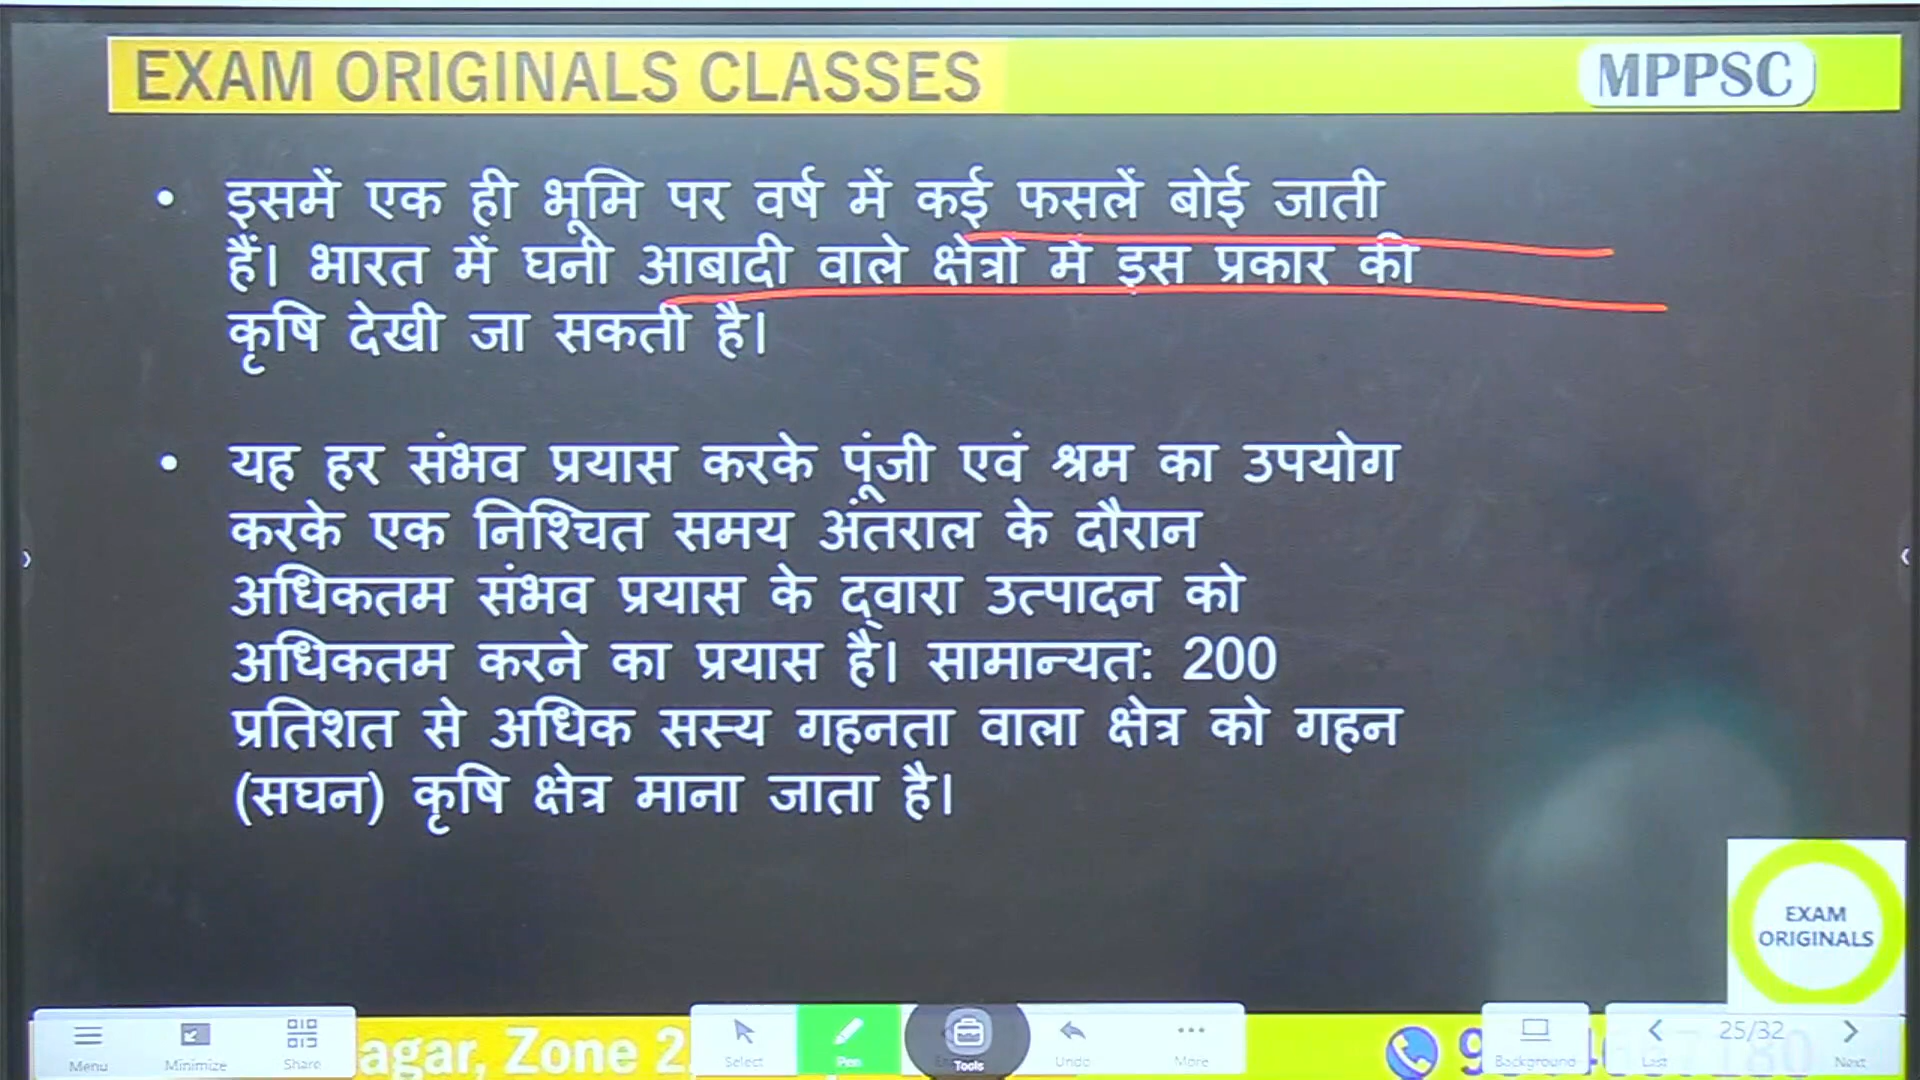 EXAM ORIGINALS CLASSES
MPPSC
• इसमें एक ही भूमि पर वर्ष में कई फसलें बोई जाती
हैं। भारत में घनी आबादी वाले क्षेत्रो मे इस प्रकार की
कृषि देखी जा सकती है।
• यह हर संभव प्रयास करके पूंजी एवं श्रम का उपयोग
करके एक निश्चित समय अंतराल के दौरान
अधिकतम संभव प्रयास के द्वारा उत्पादन को
अधिकतम करने का प्रयास है। सामान्यत: 200
प्रतिशत से अधिक सस्य गहनता वाला क्षेत्र को गहन
(सघन) कृषि क्षेत्र माना जाता है।
EXAM
ORIGINALS
agar, Zone 2
Menu Minimize Share Select Pen Tools Undo More Background Last 25/32 Next